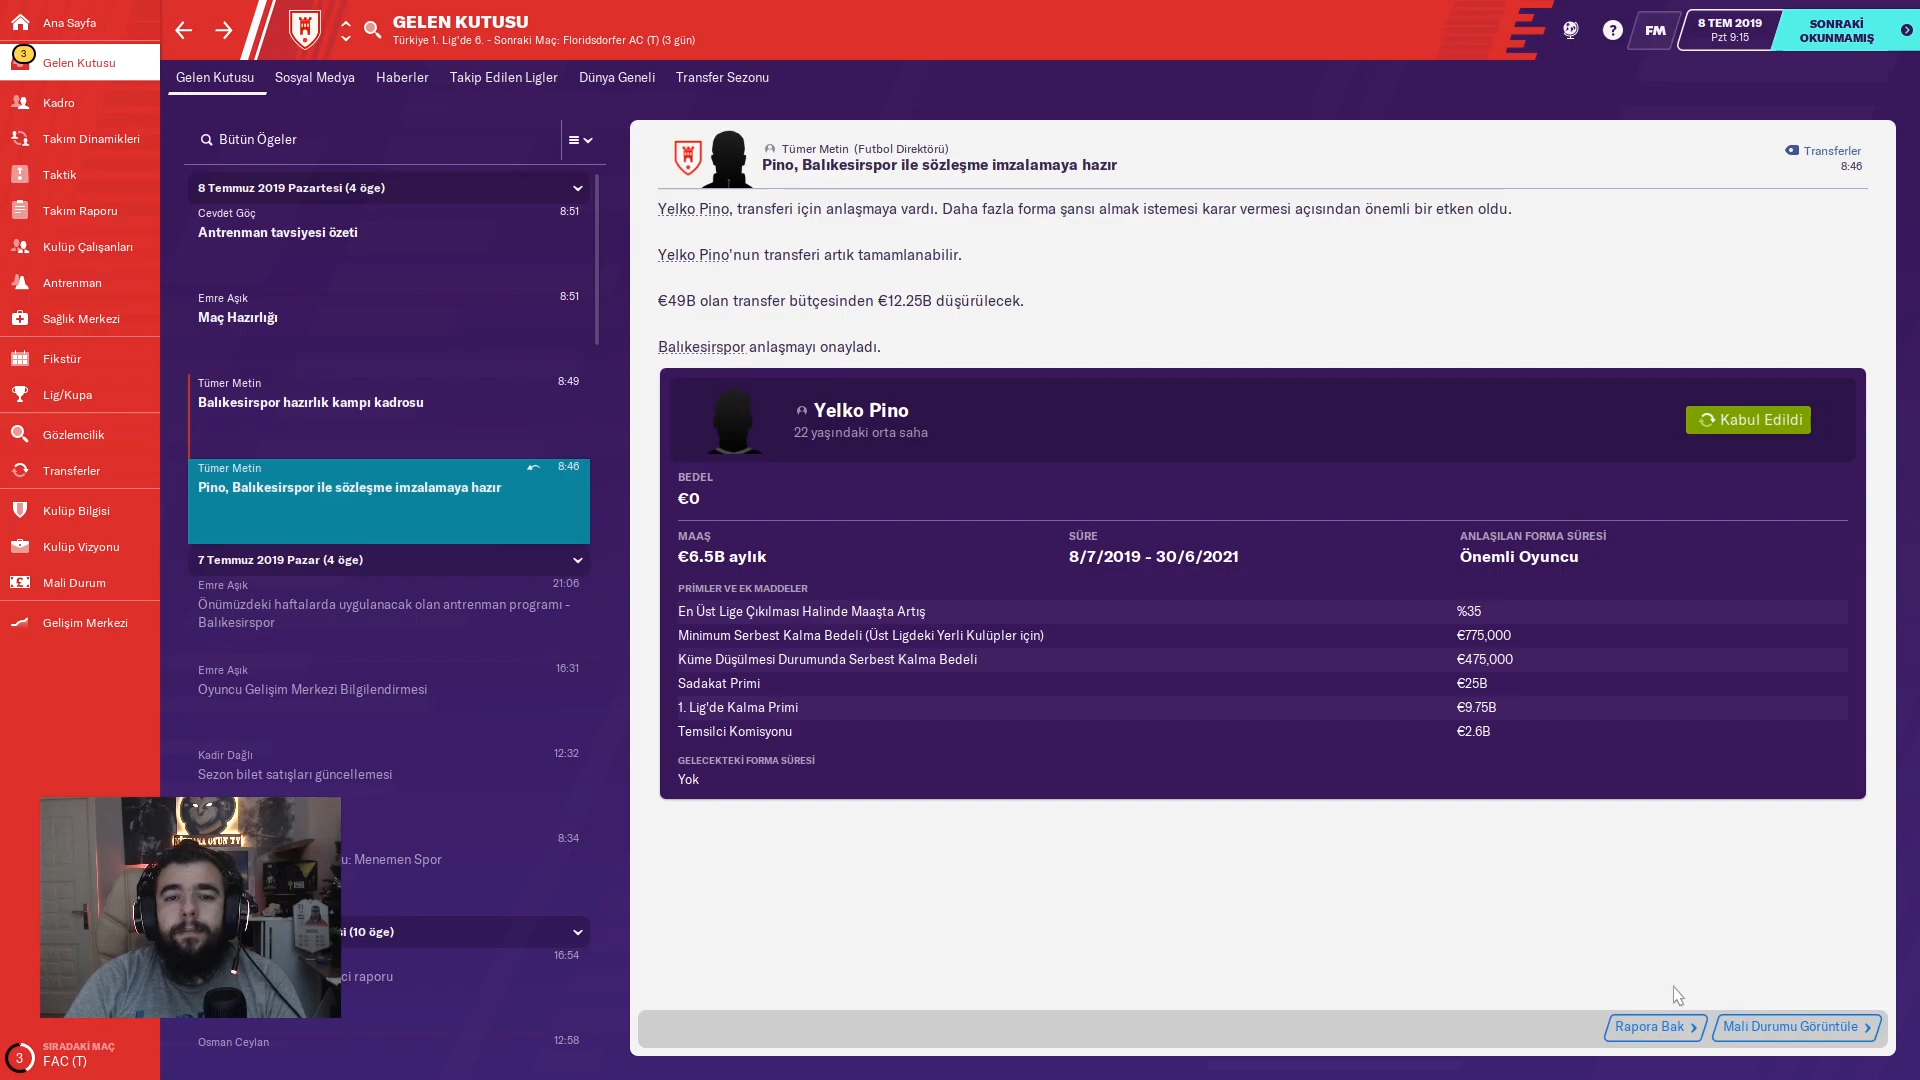 Ana Sayfa
3
Gelen Kutusu
Kadro
Takım Dinamikleri
Taktik
Takım Raporu
Kulüp Çalışanları
Antrenman
Sağlık Merkezi
Fikstür
Lig/Kupa
Gözlemcilik
Transferler
Kulüp Bilgisi
Kulüp Vizyonu
Mali Durum
Gelişim Merkezi
3
SIRADAKİ MAÇ
FAC (T)
GELEN KUTUSU
Türkiye 1. Lig'de 6. - Sonraki Maç: Floridsdorfer AC (T) (3 gün)
?
FM
8 TEM 2019
Pzt 9:15
SONRAKİ
OKUNMAMIŞ
Gelen Kutusu Sosyal Medya Haberler Takip Edilen Ligler Dünya Geneli Transfer Sezonu
Bütün Ögeler
8 Temmuz 2019 Pazartesi (4 öge)
Cevdet Göç 8:51
Antrenman tavsiyesi özeti
Emre Aşık 8:51
Maç Hazırlığı
Tümer Metin 8:49
Balıkesirspor hazırlık kampı kadrosu
Tümer Metin 8:46
Pino, Balıkesirspor ile sözleşme imzalamaya hazır
7 Temmuz 2019 Pazar (4 öge)
Emre Aşık 21:06
Önümüzdeki haftalarda uygulanacak olan antrenman programı -
Balıkesirspor
Emre Aşık 16:31
Oyuncu Gelişim Merkezi Bilgilendirmesi
Kadir Dağlı 12:32
Sezon bilet satışları güncellemesi
8:34
u: Menemen Spor
si (10 öge)
16:54
ci raporu
Osman Ceylan 12:58
Tümer Metin (Futbol Direktörü)
Pino, Balıkesirspor ile sözleşme imzalamaya hazır
Transferler
8:46
Yelko Pino, transferi için anlaşmaya vardı. Daha fazla forma şansı almak istemesi karar vermesi açısından önemli bir etken oldu.
Yelko Pino'nun transferi artık tamamlanabilir.
€49B olan transfer bütçesinden €12.25B düşürülecek.
Balıkesirspor anlaşmayı onayladı.
Yelko Pino
22 yaşındaki orta saha
Kabul Edildi
BEDEL
€0
MAAŞ SÜRE ANLAŞILAN FORMA SÜRESİ
€6.5B aylık 8/7/2019 - 30/6/2021 Önemli Oyuncu
PRİMLER VE EK MADDELER
En Üst Lige Çıkılması Halinde Maaşta Artış %35
Minimum Serbest Kalma Bedeli (Üst Ligdeki Yerli Kulüpler için) €775,000
Küme Düşülmesi Durumunda Serbest Kalma Bedeli €475,000
Sadakat Primi €25B
1. Lig'de Kalma Primi €9.75B
Temsilci Komisyonu €2.6B
GELECEKTEKİ FORMA SÜRESİ
Yok
Rapora Bak
Mali Durumu Görüntüle